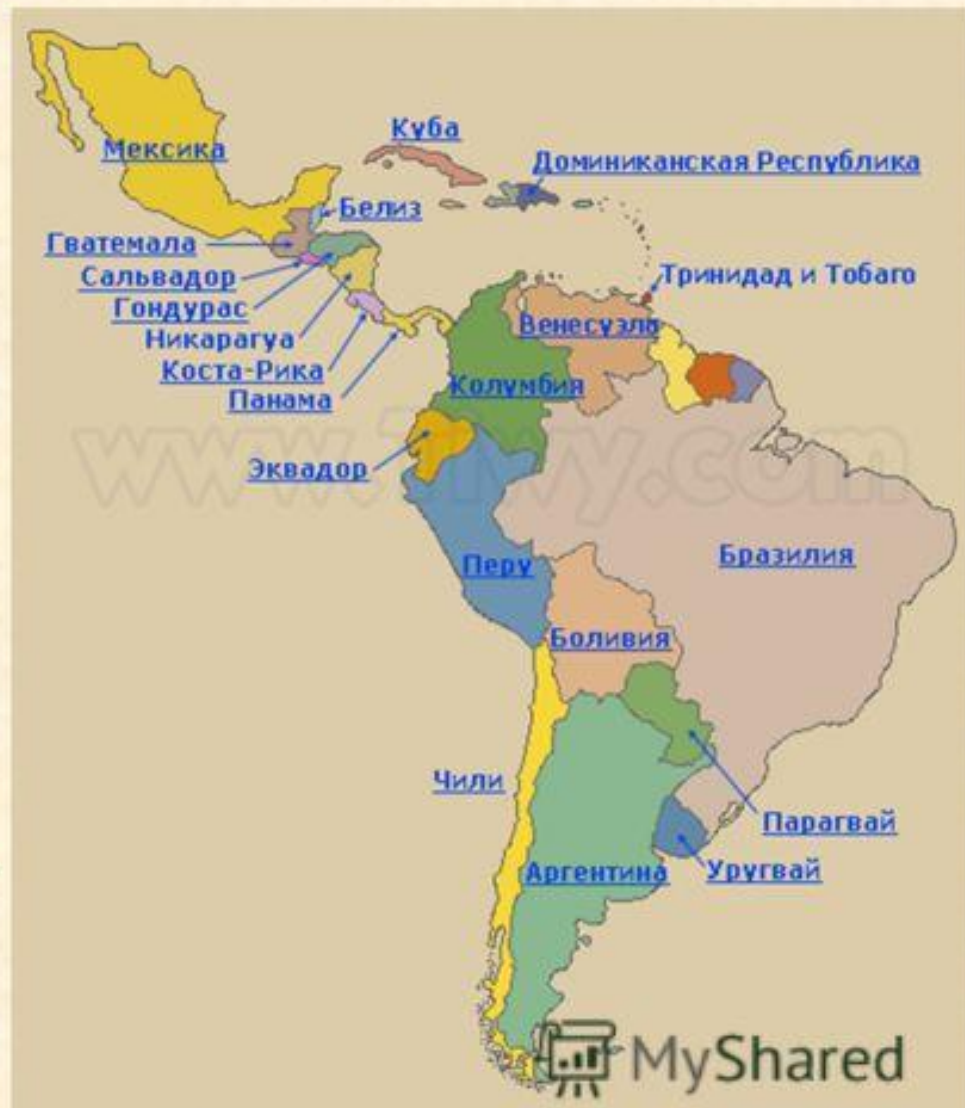 Мексика
Куба
Доминиканская Республика
Белиз
Гватемала
Сальвадор
Гондурас
Никарагуа
Коста-Рика
Панама
Тринидад и Тобаго
Венесуэла
Колумбия
Эквадор
Перу
Бразилия
Боливия
Чили
Парагвай
Аргентина
Уругвай
MyShared